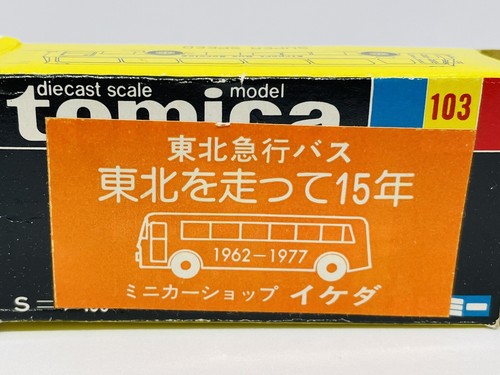 diecast scale model
tomica
103
東北急行バス
東北を走って15年
1962-1977
ミニカーショップ イケダ
S